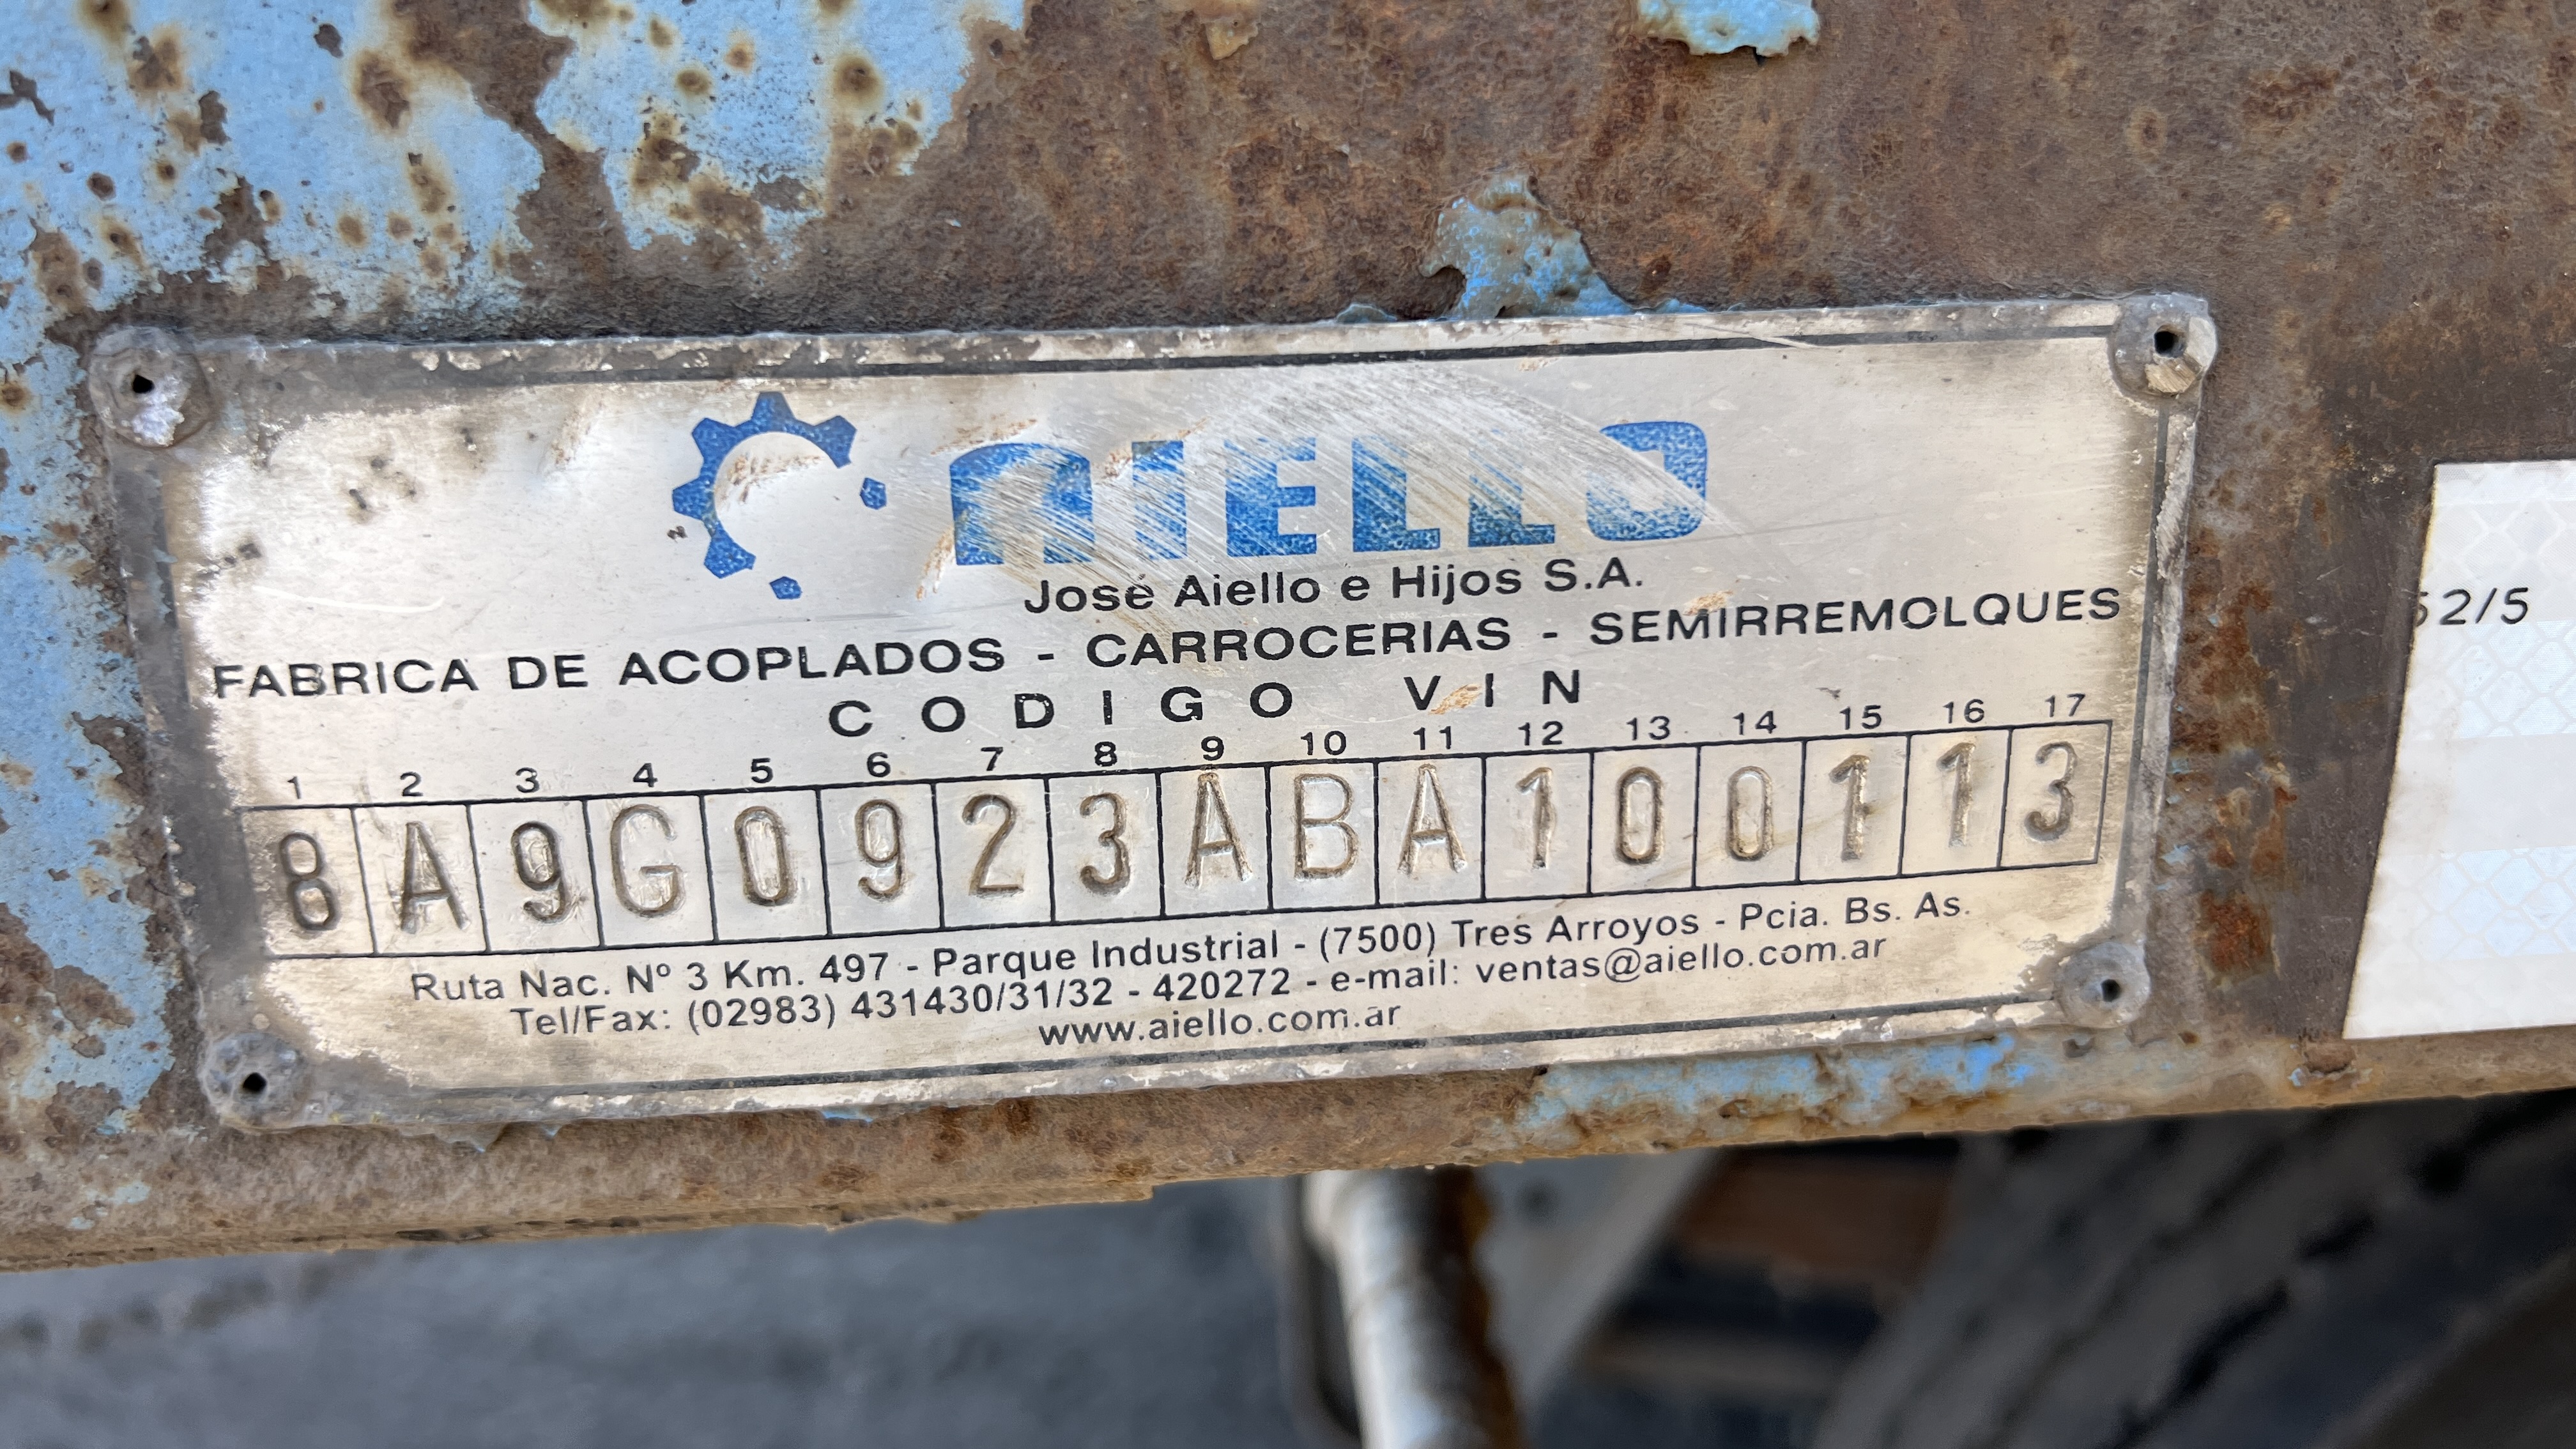 AIELLO
José Aiello e Hijos S.A.
FABRICA DE ACOPLADOS - CARROCERIAS - SEMIRREMOLQUES
CODIGO VIN
1 2 3 4 5 6 7 8 9 10 11 12 13 14 15 16 17
8 A 9 G 0 9 2 3 A B A 1 0 0 1 1 3
Ruta Nac. Nº 3 Km. 497 - Parque Industrial - (7500) Tres Arroyos - Pcia. Bs. As.
Tel/Fax: (02983) 431430/31/32 - 420272 - e-mail: ventas@aiello.com.ar
www.aiello.com.ar
2/5